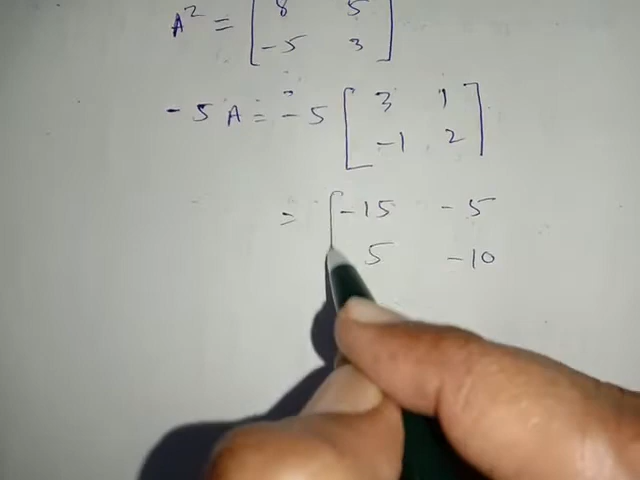 A² = [ 8 5
-5 3 ]
-5 A = -5 [ 3 1
-1 2 ]
= [ -15 -5
5 -10